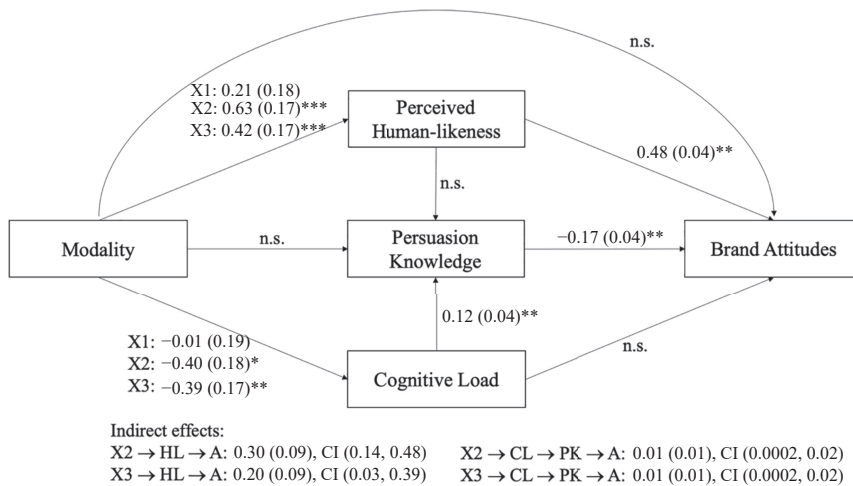 n.s.
X1: 0.21 (0.18)
X2: 0.63 (0.17)***
X3: 0.42 (0.17)***
Perceived
Human-likeness
0.48 (0.04)**
n.s.
Modality
n.s.
Persuasion
Knowledge
−0.17 (0.04)**
Brand Attitudes
0.12 (0.04)**
X1: −0.01 (0.19)
X2: −0.40 (0.18)*
X3: −0.39 (0.17)**
n.s.
Cognitive Load
Indirect effects:
X2 → HL → A: 0.30 (0.09), CI (0.14, 0.48)
X3 → HL → A: 0.20 (0.09), CI (0.03, 0.39)
X2 → CL → PK → A: 0.01 (0.01), CI (0.0002, 0.02)
X3 → CL → PK → A: 0.01 (0.01), CI (0.0002, 0.02)